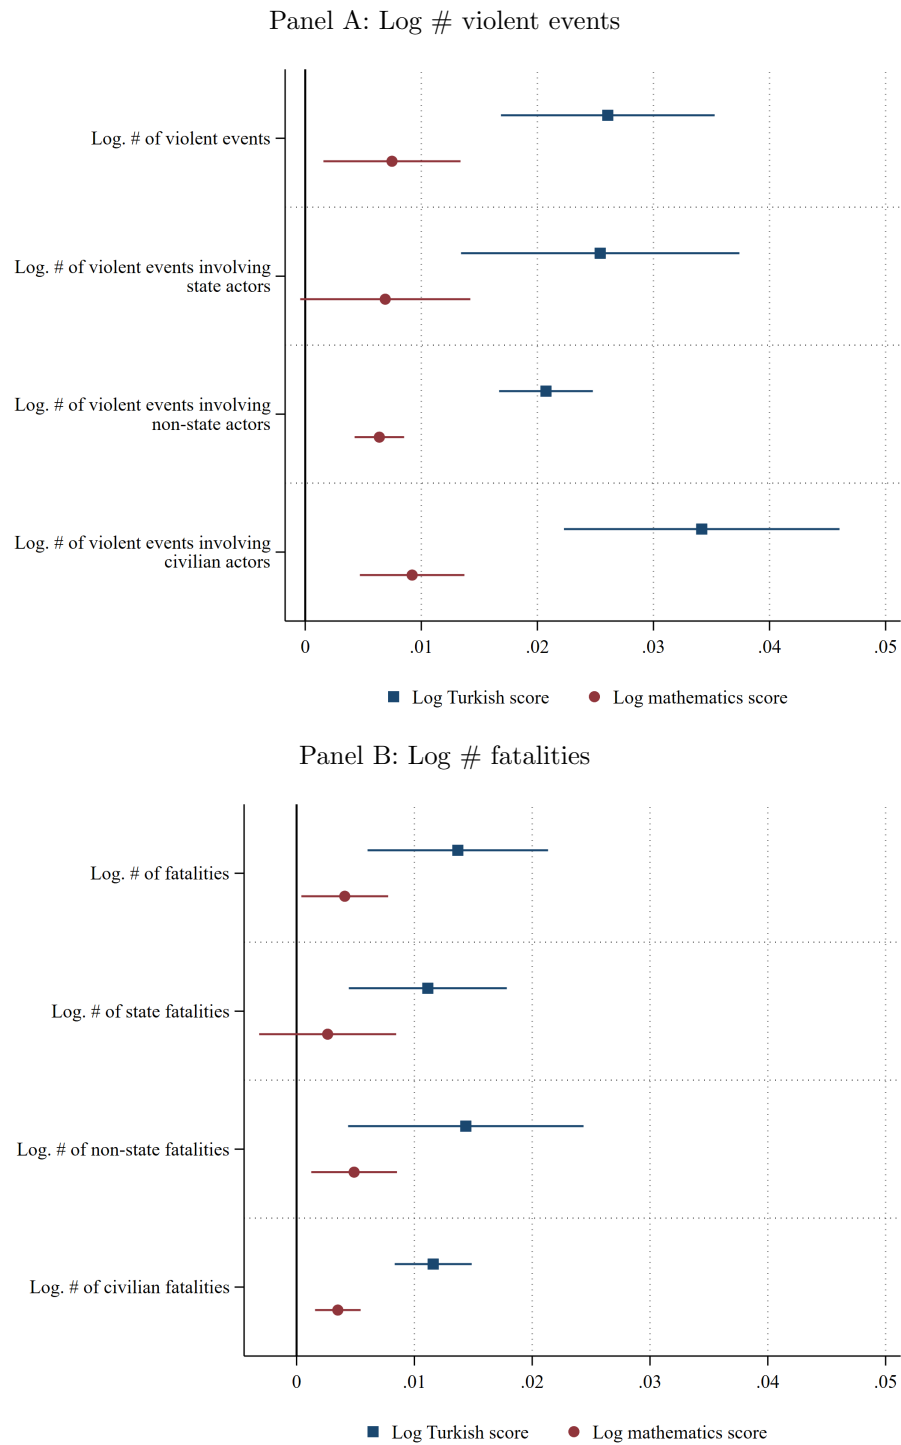 Panel A: Log # violent events
Log. # of violent events
Log. # of violent events involving
state actors
Log. # of violent events involving
non-state actors
Log. # of violent events involving
civilian actors
0 .01 .02 .03 .04 .05
Log Turkish score Log mathematics score
Panel B: Log # fatalities
Log. # of fatalities
Log. # of state fatalities
Log. # of non-state fatalities
Log. # of civilian fatalities
0 .01 .02 .03 .04 .05
Log Turkish score Log mathematics score